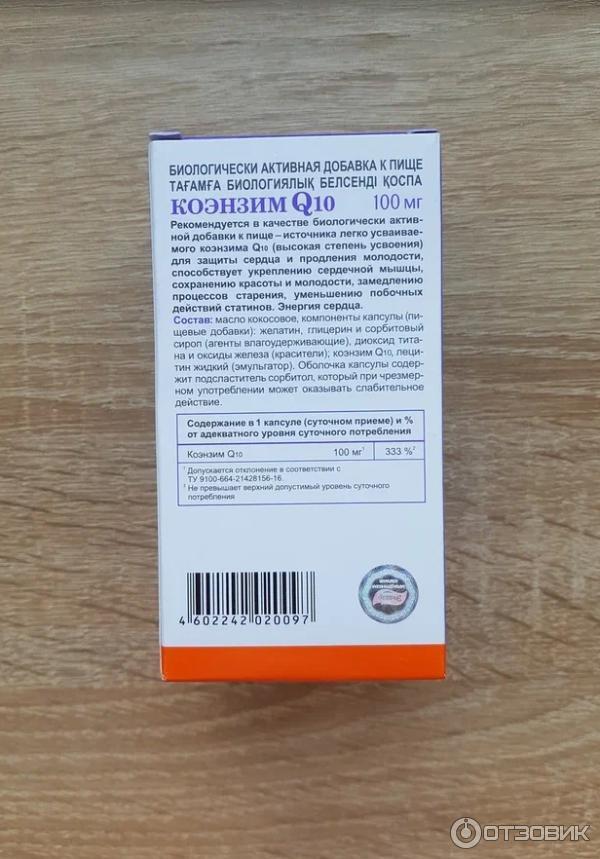 БИОЛОГИЧЕСКИ АКТИВНАЯ ДОБАВКА К ПИЩЕ
ТАҒАМҒА БИОЛОГИЯЛЫҚ БЕЛСЕНДІ ҚОСПА
КОЭНЗИМ Q10 100 мг
Рекомендуется в качестве биологически актив-
ной добавки к пище – источника легко усваивае-
мого коэнзима Q10 (высокая степень усвоения)
для защиты сердца и продления молодости,
способствует укреплению сердечной мышцы,
сохранению красоты и молодости, замедлению
процессов старения, уменьшению побочных
действий статинов. Энергия сердца.
Состав: масло кокосовое, компоненты капсулы (пи-
щевые добавки): желатин, глицерин и сорбитовый
сироп (агенты влагоудерживающие), диоксид тита-
на и оксиды железа (красители); коэнзим Q10, леци-
тин жидкий (эмульгатор). Оболочка капсулы содер-
жит подсластитель сорбитол, который при чрезмер-
ном употреблении может оказывать слабительное
действие.
Содержание в 1 капсуле (суточном приеме) и %
от адекватного уровня суточного потребления
Коэнзим Q10 100 мг¹ 333 %²
¹ Допускается отклонение в соответствии с
ТУ 9100-664-21428156-16.
² Не превышает верхний допустимый уровень суточного
потребления
4 602242 020097
ОТЗОВИК